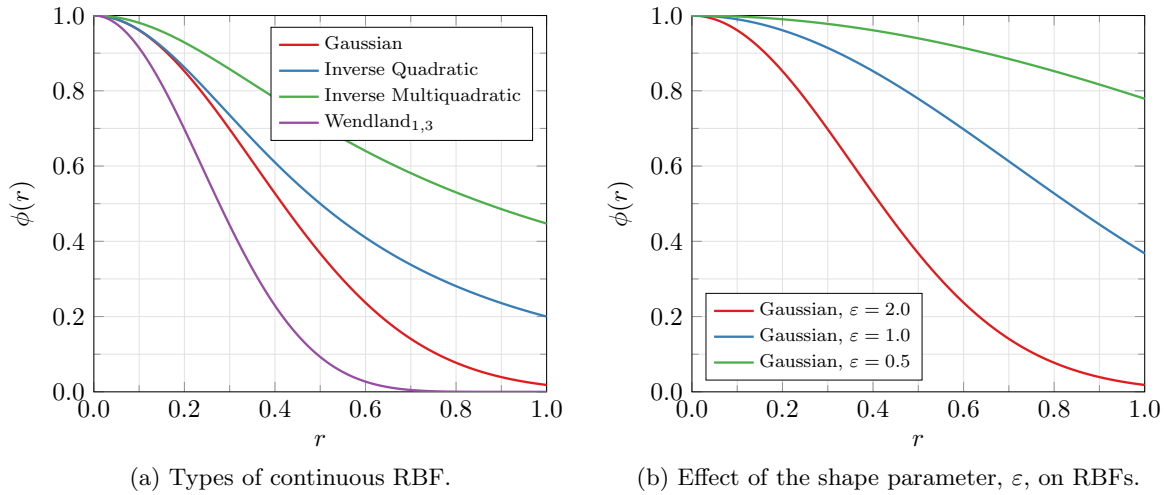 1.0
0.8
0.6
0.4
0.2
0.0
ϕ(r)
Gaussian
Inverse Quadratic
Inverse Multiquadratic
Wendland1,3
0.0 0.2 0.4 0.6 0.8 1.0
r
(a) Types of continuous RBF.
1.0
0.8
0.6
0.4
0.2
0.0
ϕ(r)
Gaussian, ε = 2.0
Gaussian, ε = 1.0
Gaussian, ε = 0.5
0.0 0.2 0.4 0.6 0.8 1.0
r
(b) Effect of the shape parameter, ε, on RBFs.